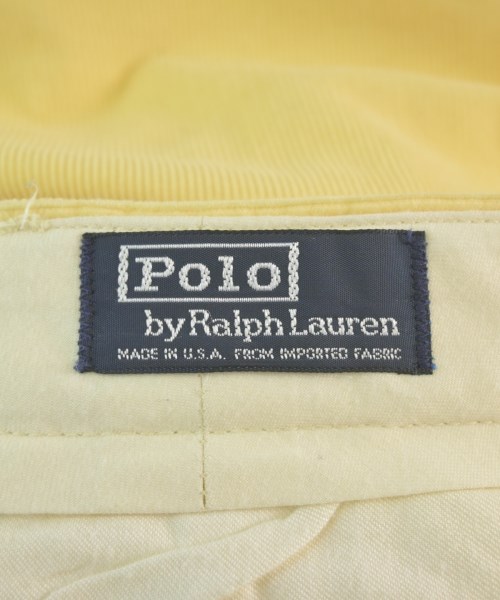 Polo
by Ralph Lauren
MADE IN U.S.A. FROM IMPORTED FABRIC